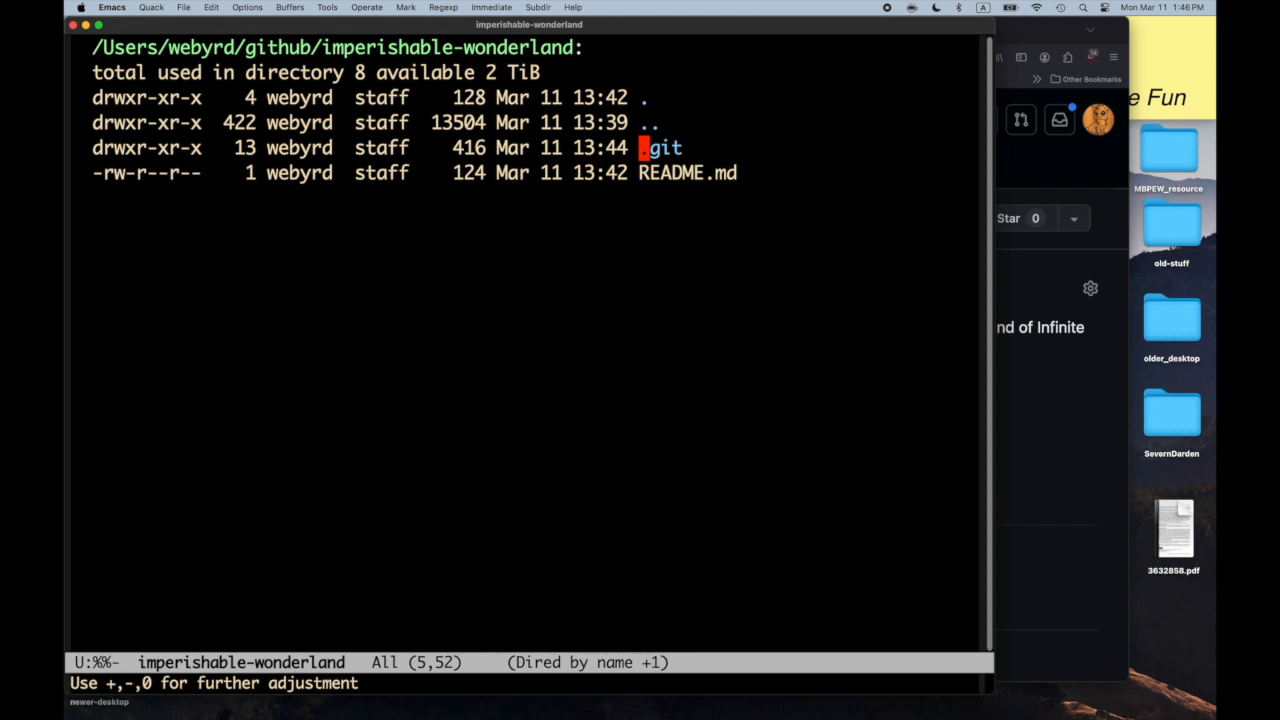 Emacs Quack File Edit Options Buffers Tools Operate Mark Regexp Immediate Subdir Help A Mon Mar 11 1:46 PM
imperishable-wonderland
/Users/webyrd/github/imperishable-wonderland:
total used in directory 8 available 2 TiB
drwxr-xr-x 4 webyrd staff 128 Mar 11 13:42 .
drwxr-xr-x 422 webyrd staff 13504 Mar 11 13:39 ..
drwxr-xr-x 13 webyrd staff 416 Mar 11 13:44 .git
-rw-r--r-- 1 webyrd staff 124 Mar 11 13:42 README.md
U:%%- imperishable-wonderland All (5,52) (Dired by name +1)
Use +,-,0 for further adjustment
newer-desktop
Other Bookmarks
Star 0
nd of Infinite
e Fun
MBPEW_resource
old-stuff
older_desktop
SevernDarden
3632858.pdf